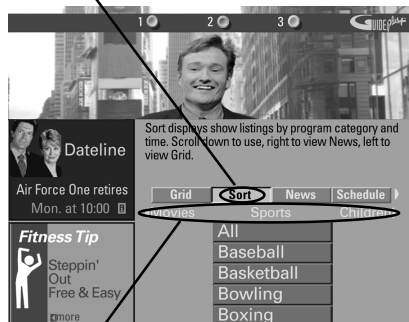 1 2 3 GUIDE plus+
Sort displays show listings by program category and
time. Scroll down to use, right to view News, left to
view Grid.
Dateline
Air Force One retires
Mon. at 10:00
Grid Sort News Schedule
Movies Sports Children
All
Baseball
Basketball
Bowling
Boxing
Fitness Tip
Steppin'
Out
Free & Easy
more